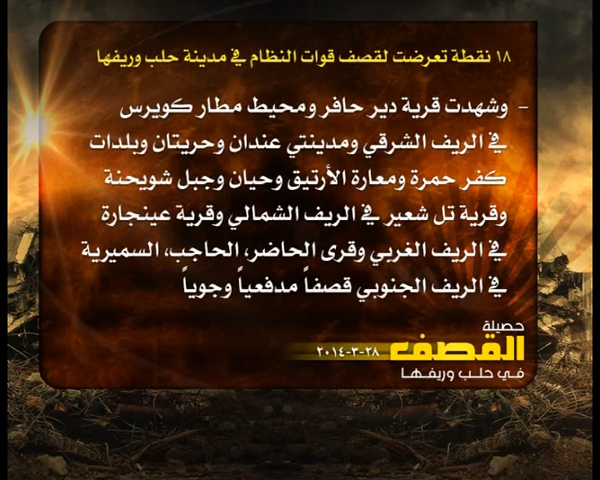 ١٨ نقطة تعرضت لقصف قوات النظام في مدينة حلب وريفها
- وشهدت قرية دير حافر ومحيط مطار كويرس
في الريف الشرقي ومدينتي عندان وحريتان وبلدات
كفر حمرة ومعارة الأرتيق وحيان وجبل شويحنة
وقرية تل شعير في الريف الشمالي وقرية عينجارة
في الريف الغربي وقرى الحاضر، الحاجب، السميرية
في الريف الجنوبي قصفاً مدفعياً وجوياً
حصيلة
القصف ٢٨-٣-٢٠١٤
في حلب وريفها